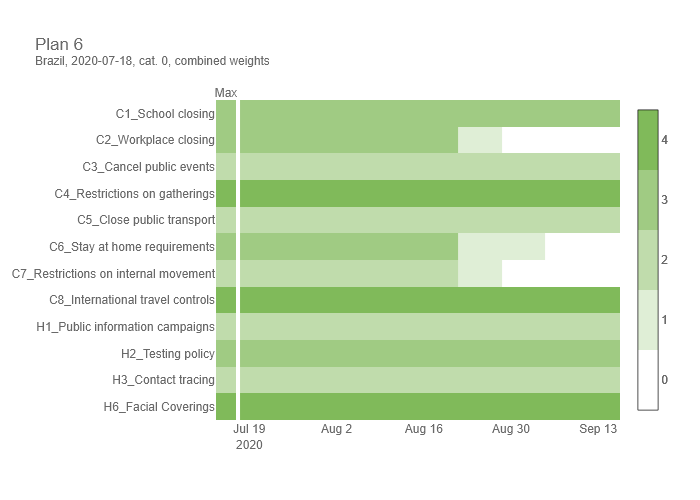 Plan 6
Brazil, 2020-07-18, cat. 0, combined weights
Max
C1_School closing
C2_Workplace closing
C3_Cancel public events
C4_Restrictions on gatherings
C5_Close public transport
C6_Stay at home requirements
C7_Restrictions on internal movement
C8_International travel controls
H1_Public information campaigns
H2_Testing policy
H3_Contact tracing
H6_Facial Coverings
Jul 19 Aug 2 Aug 16 Aug 30 Sep 13
2020
4
3
2
1
0